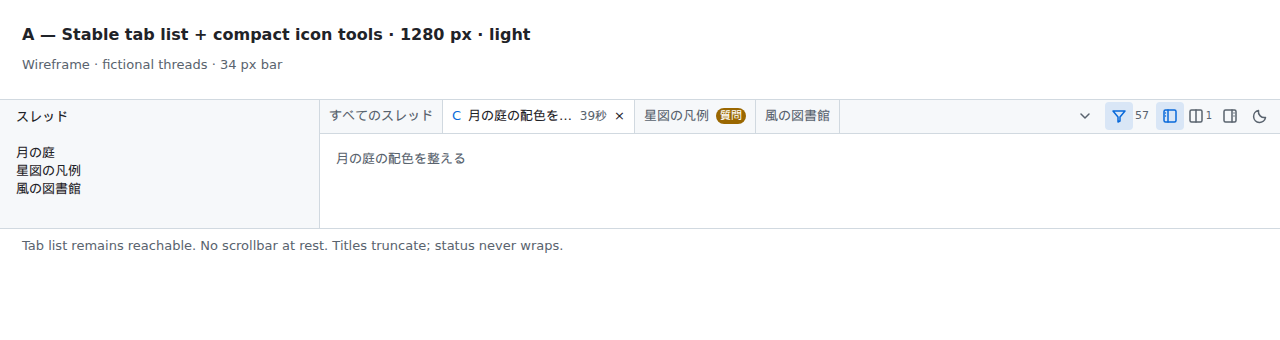 A — Stable tab list + compact icon tools · 1280 px · light
Wireframe · fictional threads · 34 px bar
スレッド
すべてのスレッド C 月の庭の配色を… 39秒 × 星図の凡例 質問 風の図書館 57 1
月の庭
星図の凡例
風の図書館
月の庭の配色を整える
Tab list remains reachable. No scrollbar at rest. Titles truncate; status never wraps.